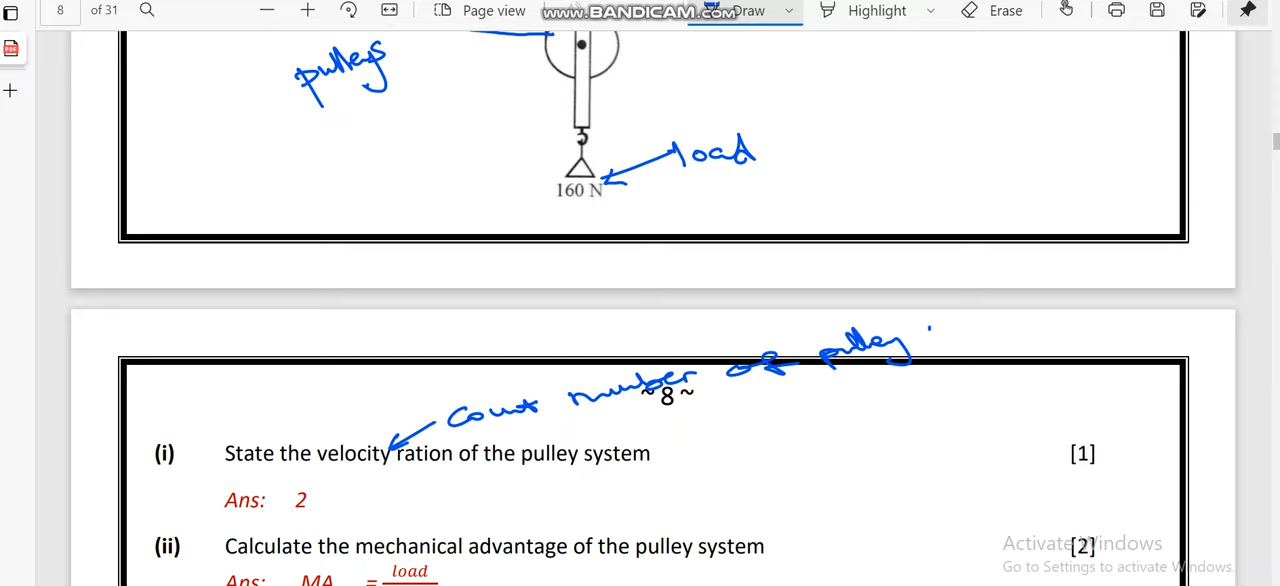 8 of 31 Page view Draw Highlight Erase
www.BANDICAM.com
pulleys
load
160 N
Count number of pulley
~ 8 ~
(i) State the velocity ration of the pulley system [1]
Ans: 2
(ii) Calculate the mechanical advantage of the pulley system [2]
Ans: MA = load
Activate Windows
Go to Settings to activate Windows.